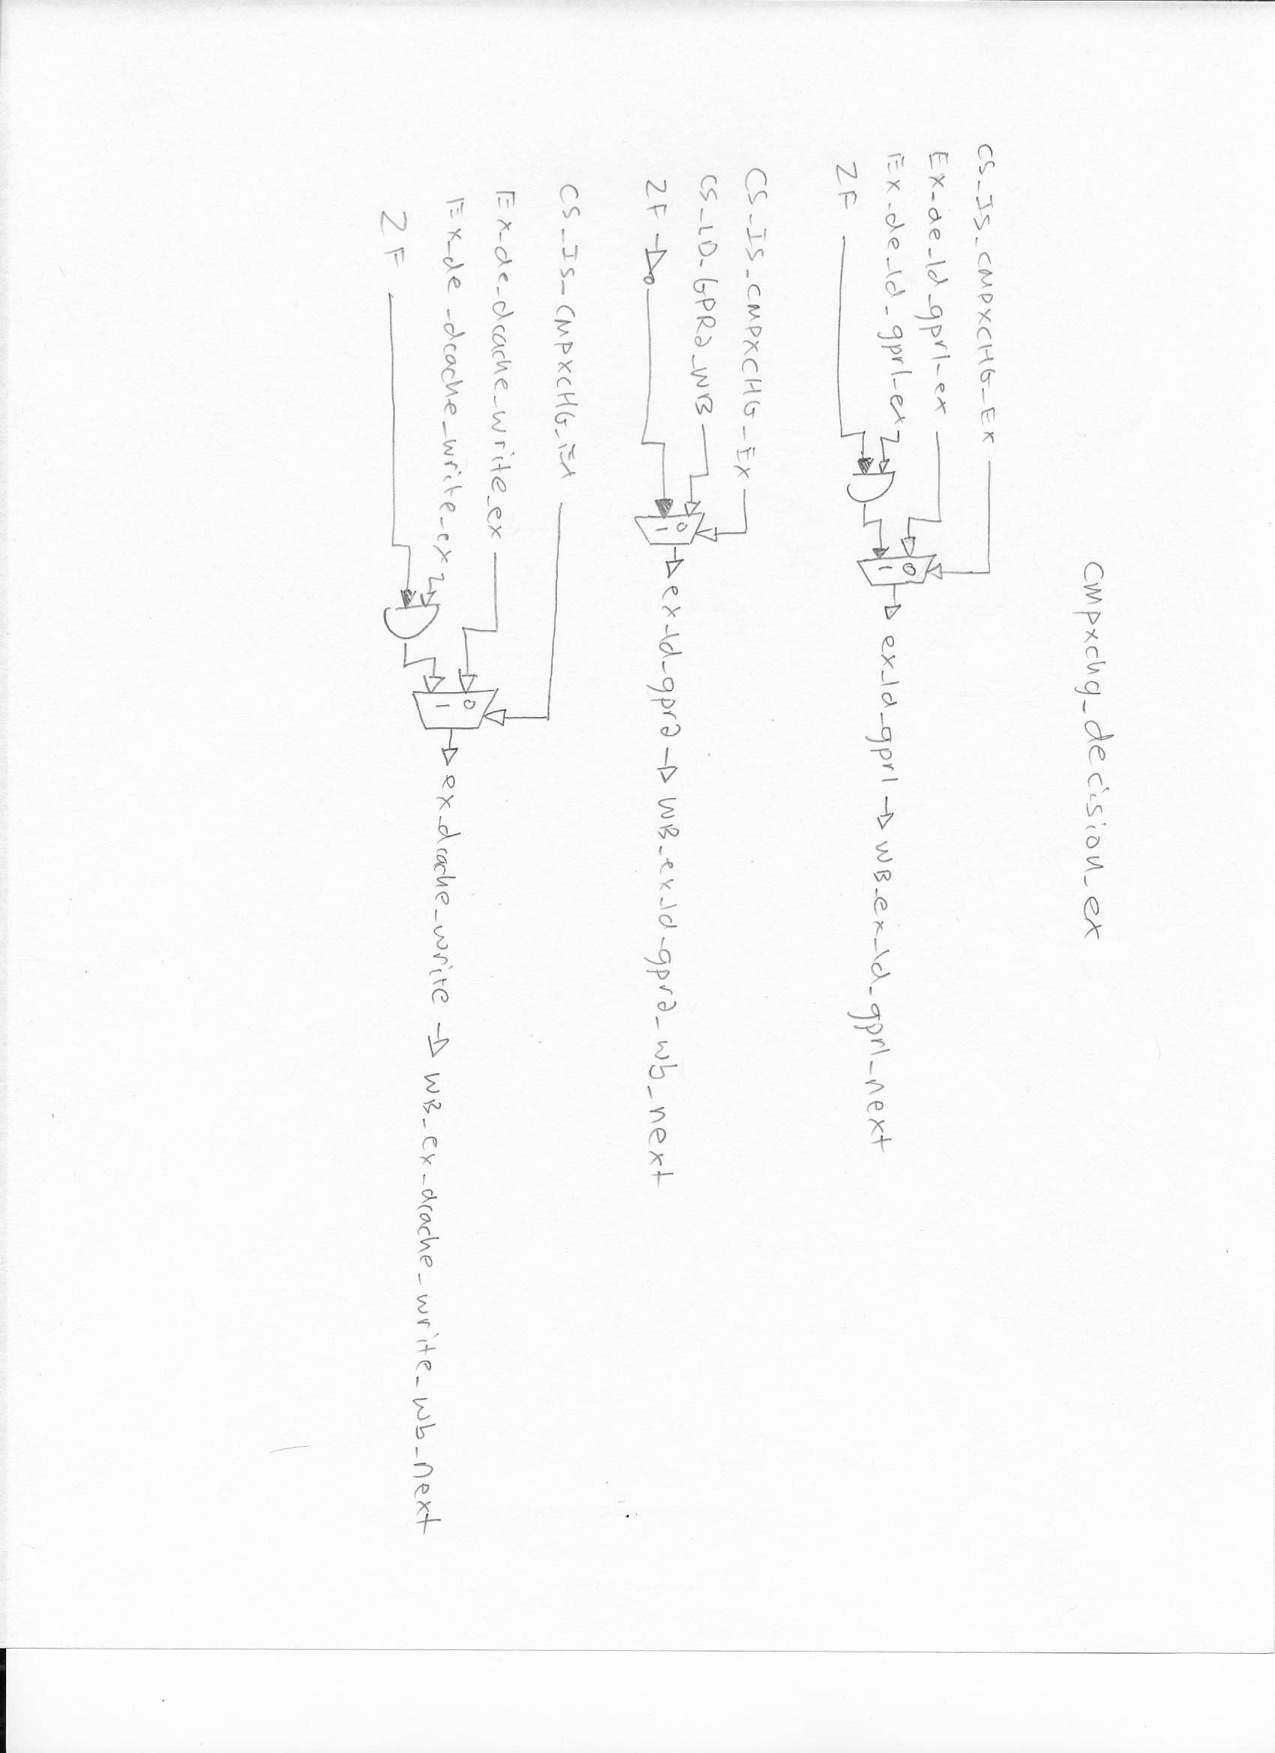 cmpxchg_decision_ex
CS_IS_CMPXCHG_EX
Ex_de_ld_gpr1_ex
Ex_de_ld_gpr1_ex
ZF
0
1
ex_ld_gpr1
WB_ex_ld_gpr1_next
CS_IS_CMPXCHG_EX
CS_LD_GPR2_WB
ZF
0
1
ex_ld_gpr2
WB_ex_ld_gpr2_wb_next
CS_IS_CMPXCHG_EX
Ex_de_dcache_write_ex
Ex_de_dcache_write_ex
ZF
0
1
ex_dcache_write
WB_ex_dcache_write_wb_next